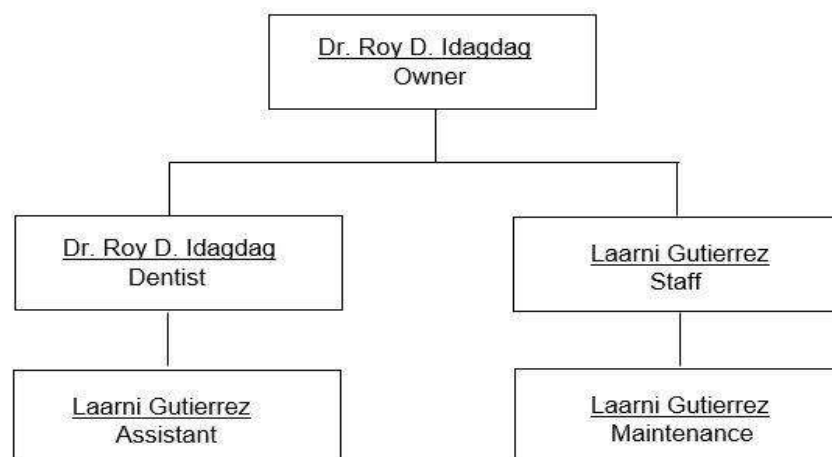 Dr. Roy D. Idagdag
Owner
Dr. Roy D. Idagdag
Dentist
Laarni Gutierrez
Staff
Laarni Gutierrez
Assistant
Laarni Gutierrez
Maintenance